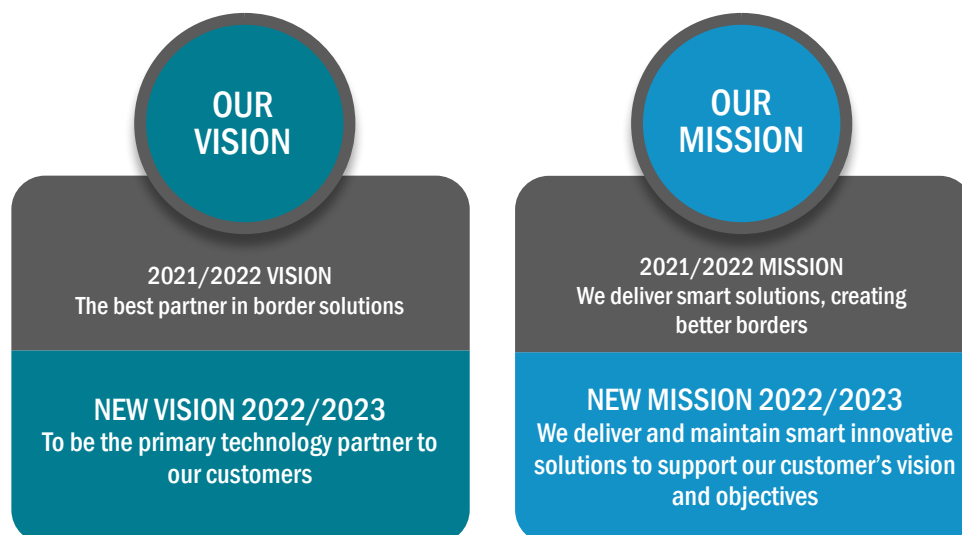 OUR
VISION
2021/2022 VISION
The best partner in border solutions
NEW VISION 2022/2023
To be the primary technology partner to
our customers
OUR
MISSION
2021/2022 MISSION
We deliver smart solutions, creating
better borders
NEW MISSION 2022/2023
We deliver and maintain smart innovative
solutions to support our customer’s vision
and objectives